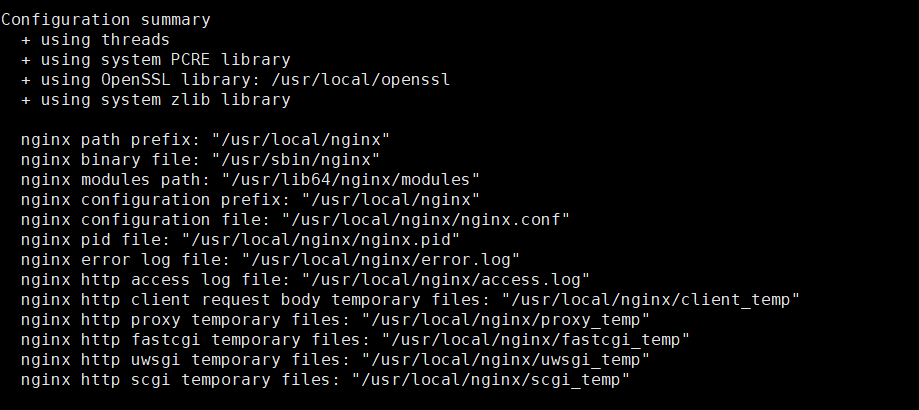 Configuration summary
+ using threads
+ using system PCRE library
+ using OpenSSL library: /usr/local/openssl
+ using system zlib library
nginx path prefix: "/usr/local/nginx"
nginx binary file: "/usr/sbin/nginx"
nginx modules path: "/usr/lib64/nginx/modules"
nginx configuration prefix: "/usr/local/nginx"
nginx configuration file: "/usr/local/nginx/nginx.conf"
nginx pid file: "/usr/local/nginx/nginx.pid"
nginx error log file: "/usr/local/nginx/error.log"
nginx http access log file: "/usr/local/nginx/access.log"
nginx http client request body temporary files: "/usr/local/nginx/client_temp"
nginx http proxy temporary files: "/usr/local/nginx/proxy_temp"
nginx http fastcgi temporary files: "/usr/local/nginx/fastcgi_temp"
nginx http uwsgi temporary files: "/usr/local/nginx/uwsgi_temp"
nginx http scgi temporary files: "/usr/local/nginx/scgi_temp"